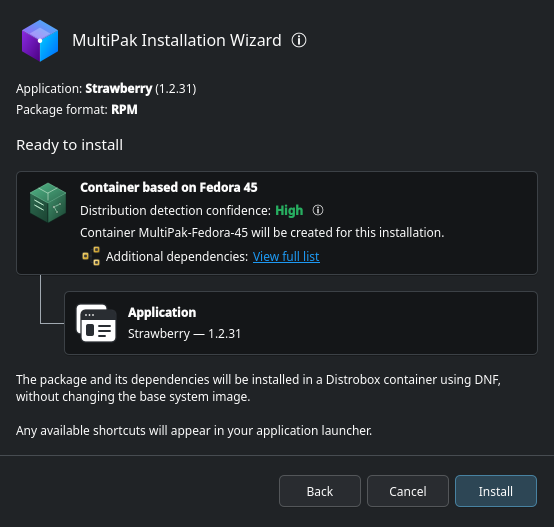 MultiPak Installation Wizard
Application: Strawberry (1.2.31)
Package format: RPM
Ready to install
Container based on Fedora 45
Distribution detection confidence: High
Container MultiPak-Fedora-45 will be created for this installation.
Additional dependencies: View full list
Application
Strawberry — 1.2.31
The package and its dependencies will be installed in a Distrobox container using DNF,
without changing the base system image.
Any available shortcuts will appear in your application launcher.
Back
Cancel
Install